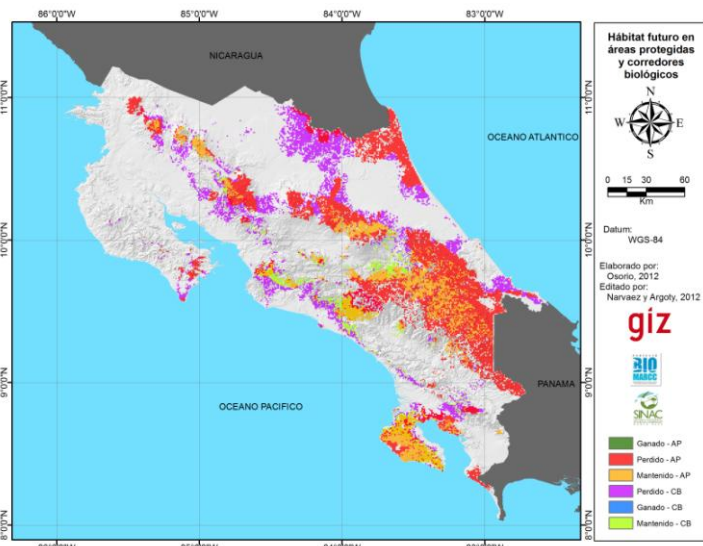 86°0'0"W
85°0'0"W
84°0'0"W
83°0'0"W
NICARAGUA
11°0'0"N
11°0'0"N
OCEANO ATLANTICO
10°0'0"N
10°0'0"N
9°0'0"N
9°0'0"N
PANAMA
OCEANO PACIFICO
8°0'0"N
8°0'0"N
Hábitat futuro en
áreas protegidas
y corredores
biológicos
N
W E
S
0 15 30 60
Km
Datum:
WGS-84
Elaborado por:
Osorio, 2012
Editado por:
Narvaez y Argoty, 2012
giz
BIO
MARCC
SINAC
Ganado - AP
Perdido - AP
Mantenido - AP
Perdido - CB
Ganado - CB
Mantenido - CB